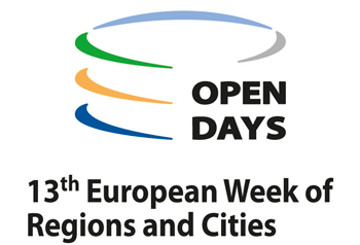 OPEN
DAYS
13th European Week of
Regions and Cities